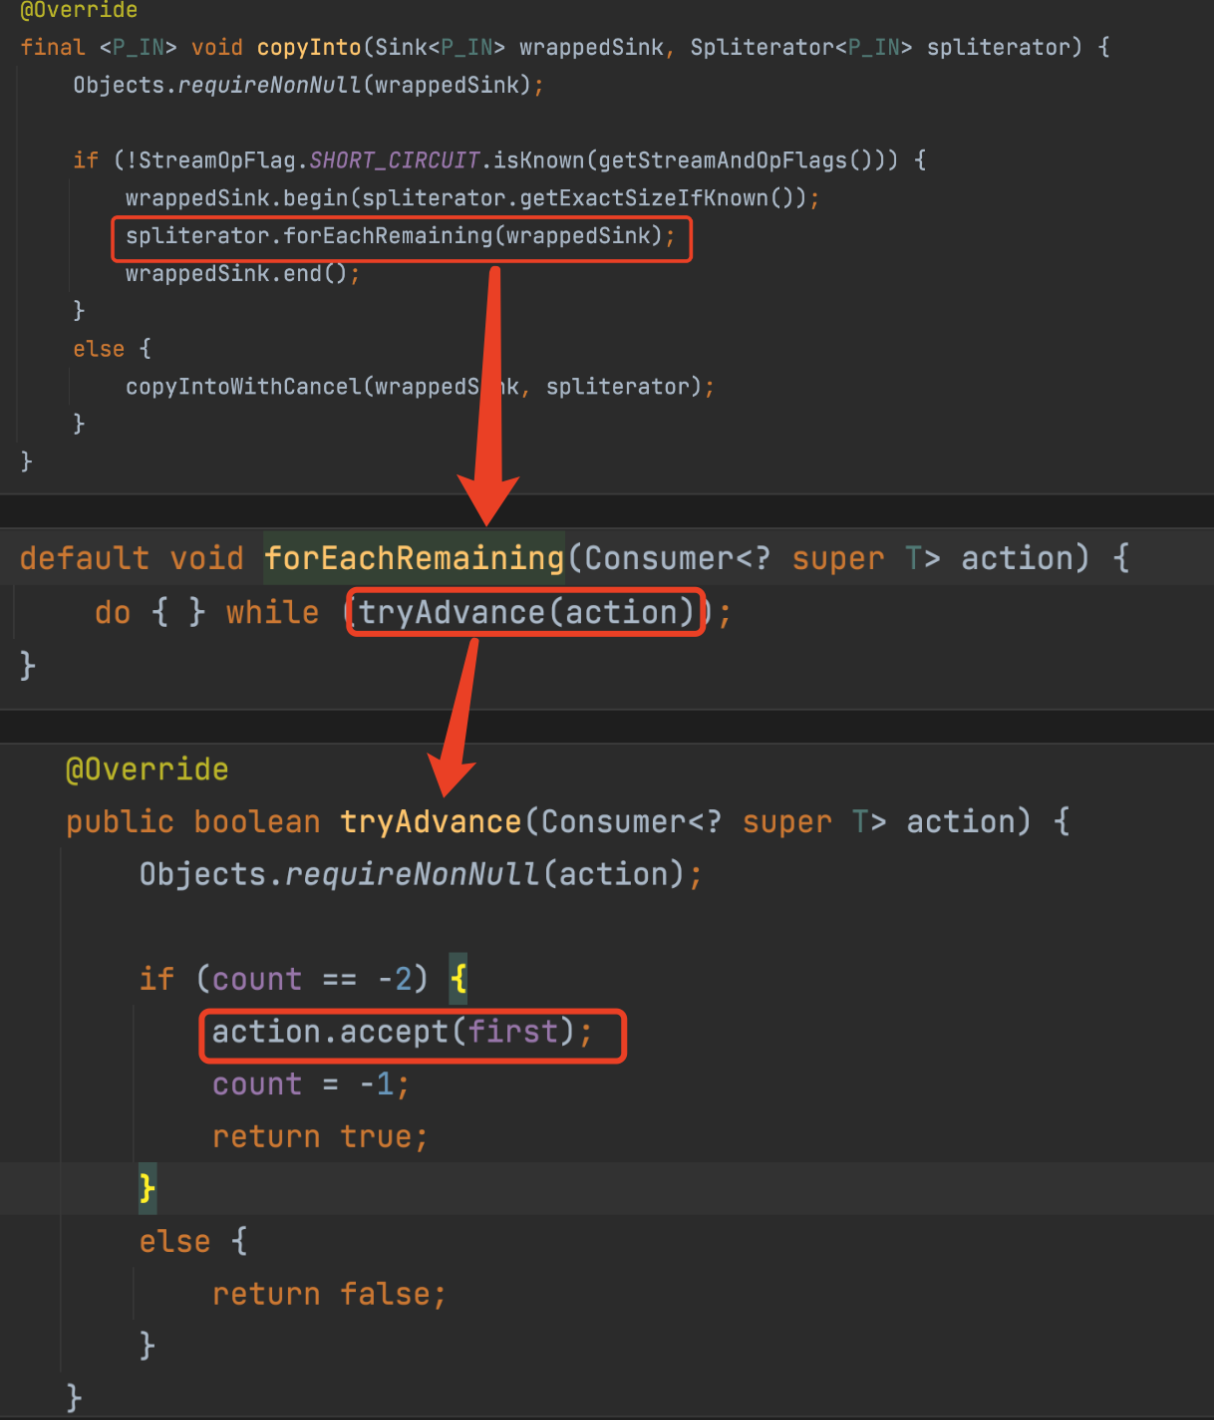 @Override
final <P_IN> void copyInto(Sink<P_IN> wrappedSink, Spliterator<P_IN> spliterator) {
    Objects.requireNonNull(wrappedSink);

    if (!StreamOpFlag.SHORT_CIRCUIT.isKnown(getStreamAndOpFlags())) {
        wrappedSink.begin(spliterator.getExactSizeIfKnown());
        spliterator.forEachRemaining(wrappedSink);
        wrappedSink.end();
    }
    else {
        copyIntoWithCancel(wrappedSink, spliterator);
    }
}
default void forEachRemaining(Consumer<? super T> action) {
    do { } while (tryAdvance(action));
}
@Override
public boolean tryAdvance(Consumer<? super T> action) {
    Objects.requireNonNull(action);

    if (count == -2) {
        action.accept(first);
        count = -1;
        return true;
    }
    else {
        return false;
    }
}